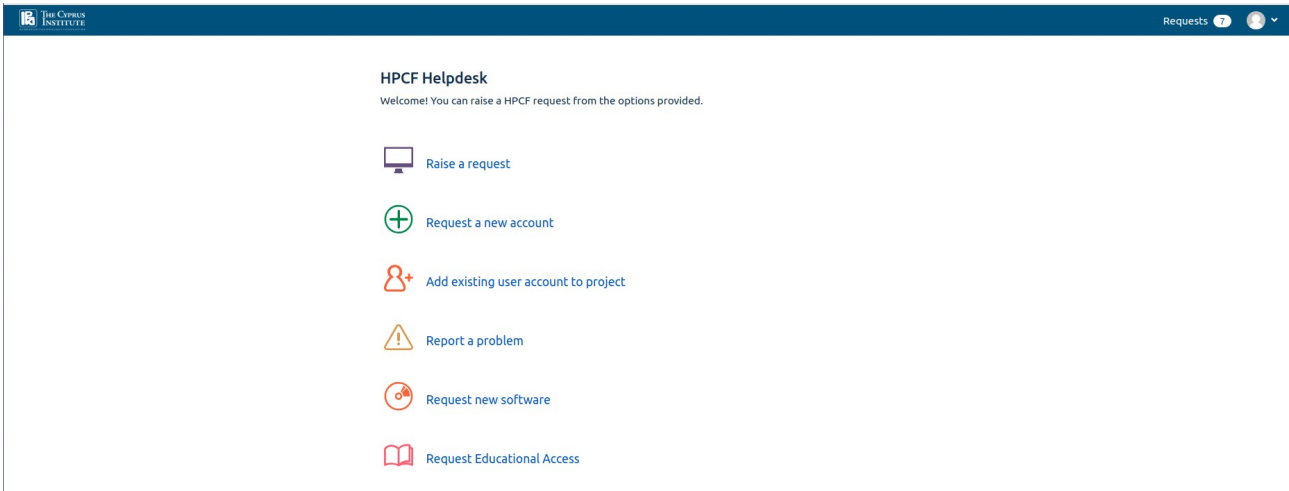 THE CYPRUS
INSTITUTE
Requests 7
HPCF Helpdesk
Welcome! You can raise a HPCF request from the options provided.
Raise a request
Request a new account
Add existing user account to project
Report a problem
Request new software
Request Educational Access